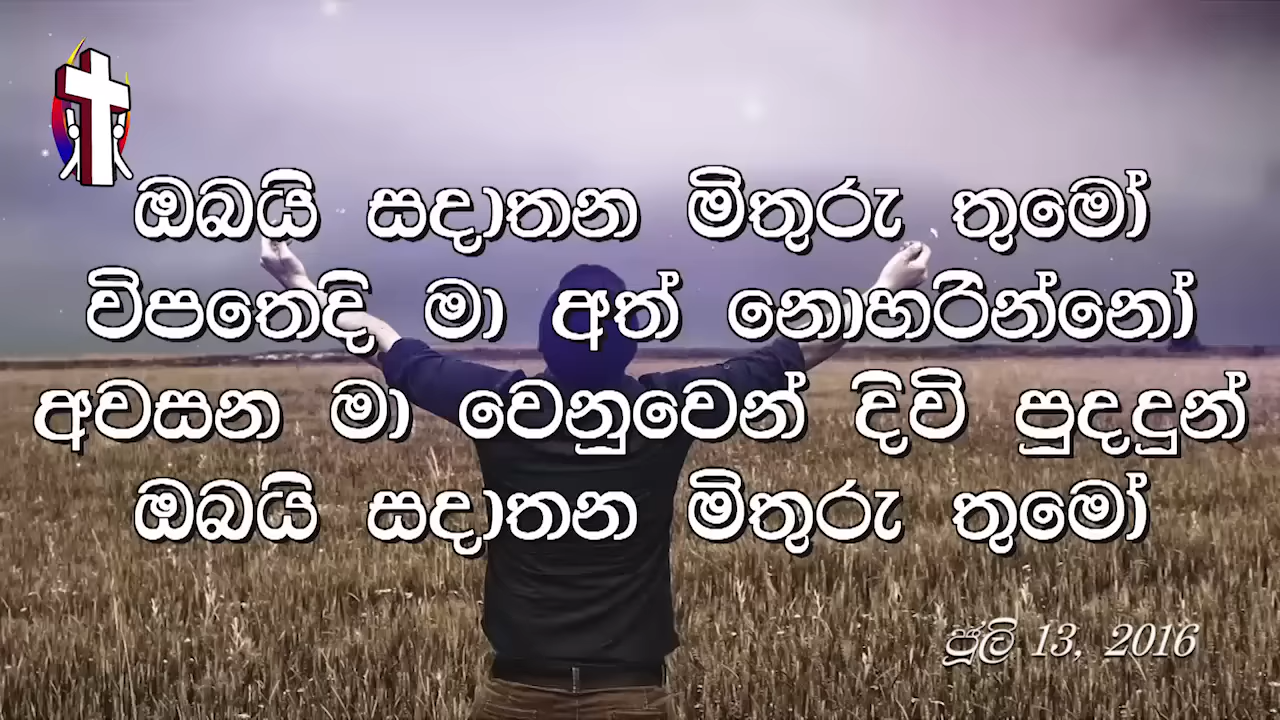 ඔබයි සදාතන මිතුරු තුමෝ
විපතෙදි මා අත් නොහරින්නෝ
අවසන මා වෙනුවෙන් දිවි පුදදුන්
ඔබයි සදාතන මිතුරු තුමෝ
ජූලි 13, 2016